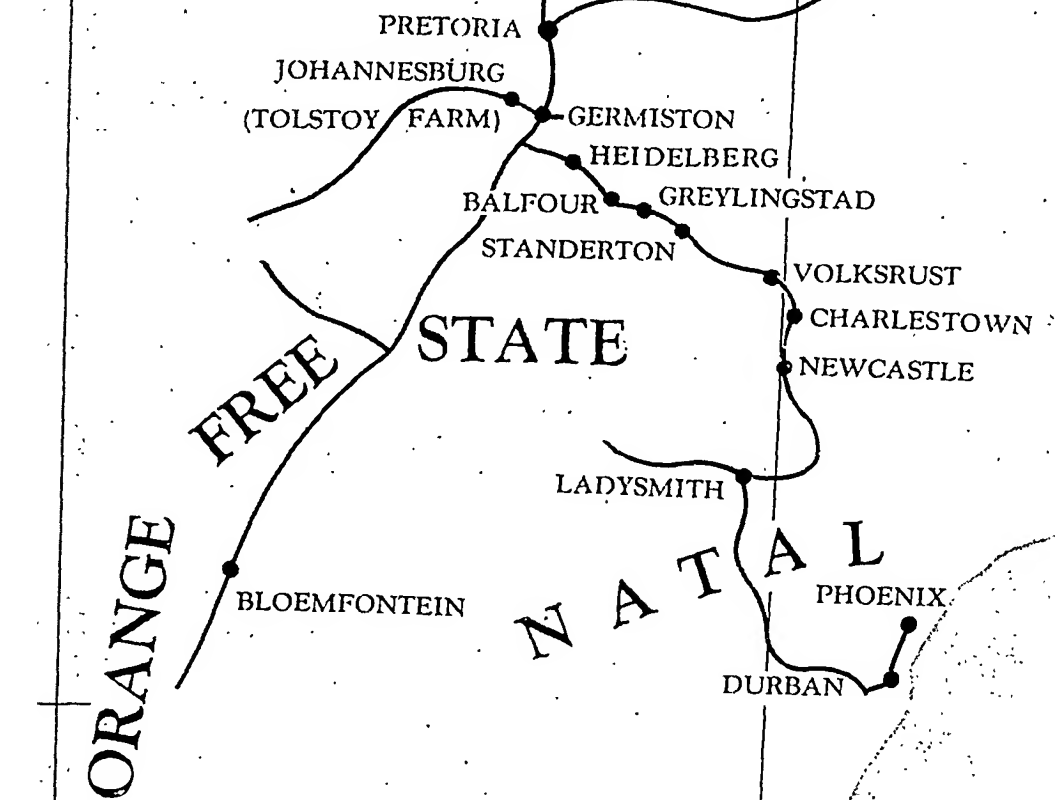 PRETORIA
JOHANNESBURG
(TOLSTOY FARM)
GERMISTON
HEIDELBERG
BALFOUR
GREYLINGSTAD
STANDERTON
VOLKSRUST
CHARLESTOWN
NEWCASTLE
ORANGE FREE STATE
LADYSMITH
NATAL
BLOEMFONTEIN
PHOENIX
DURBAN